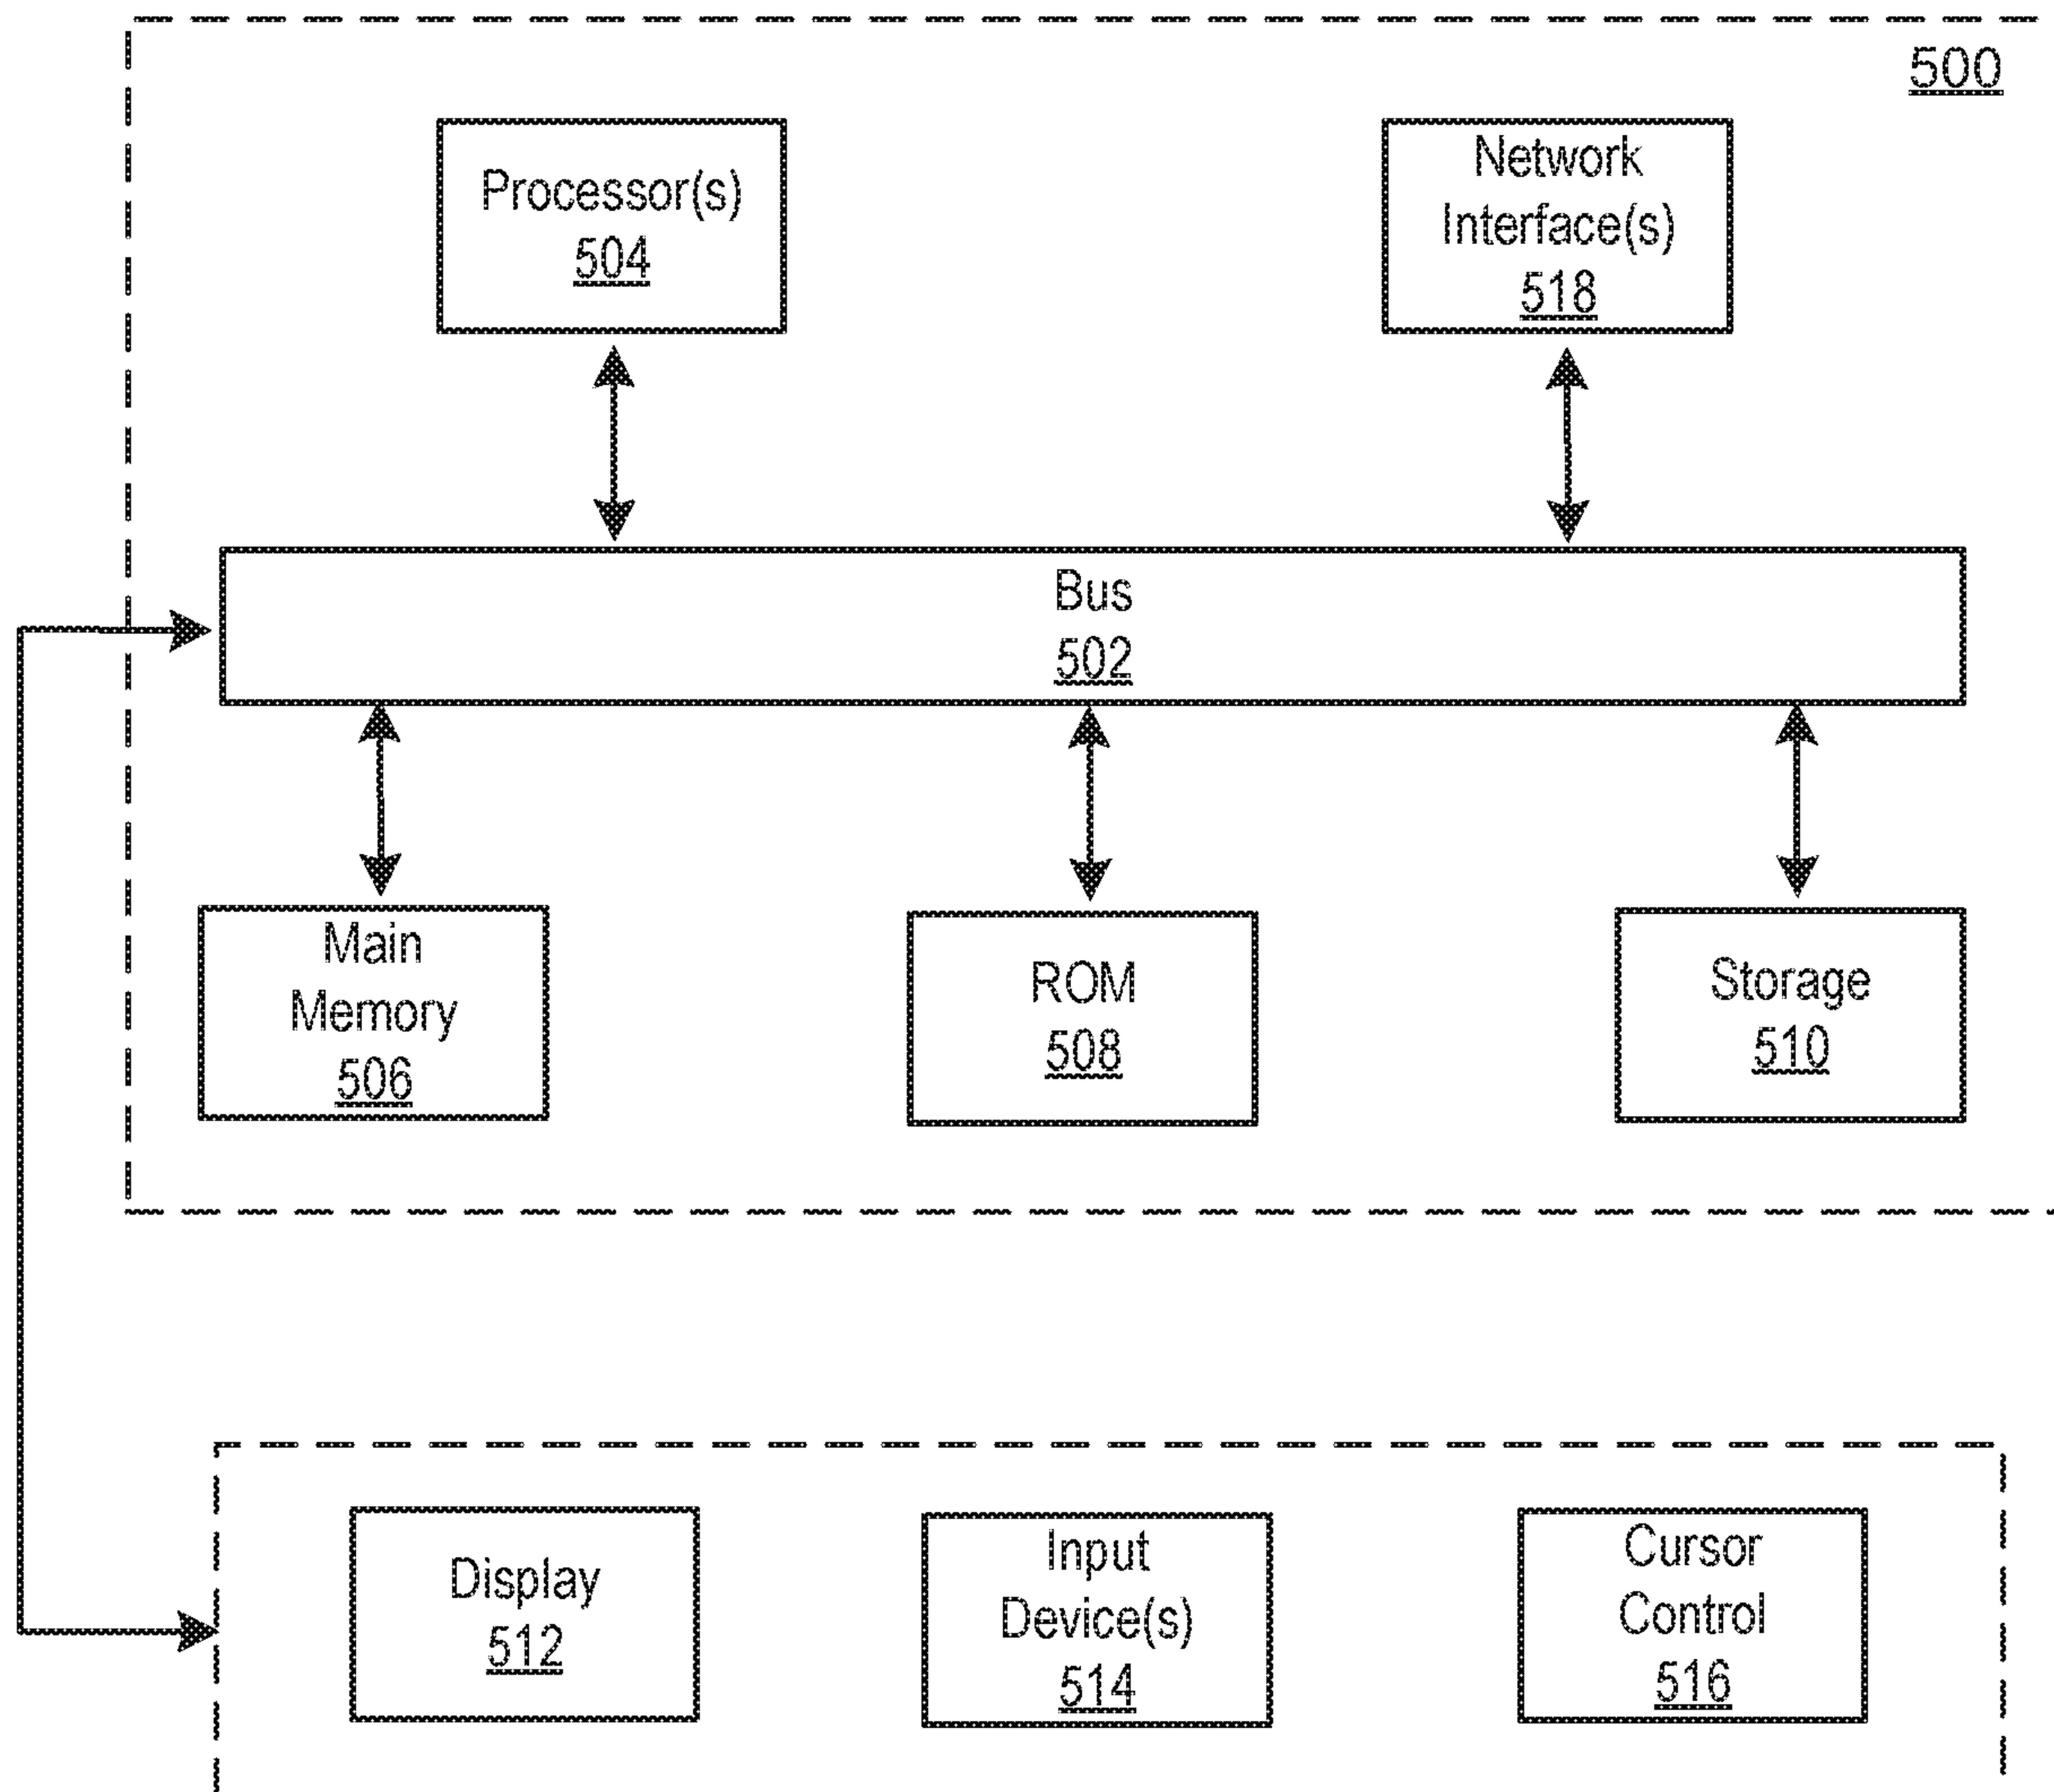 500
Processor(s)
504
Network
Interface(s)
518
Bus
502
Main
Memory
506
ROM
508
Storage
510
Display
512
Input
Device(s)
514
Cursor
Control
516